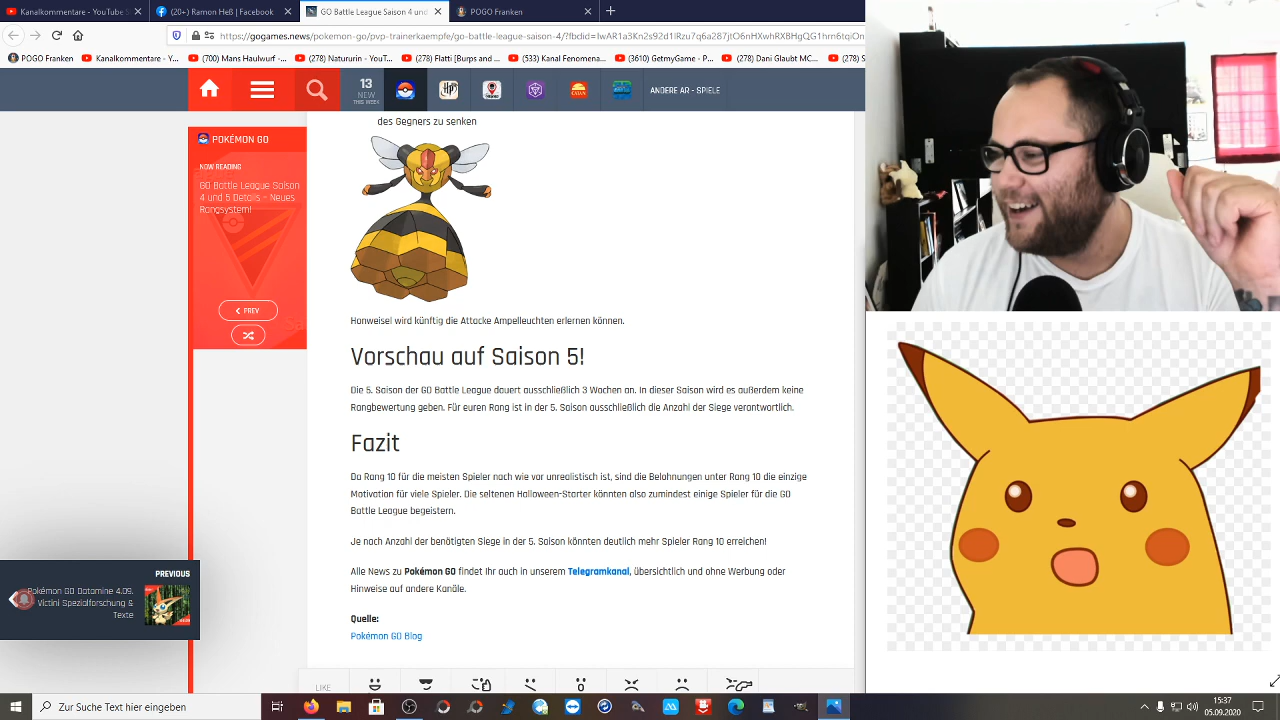 Kanalkommentare - YouTube S
(20+) Ramon Heß | Facebook
GO Battle League Saison 4 und
POGO Franken
https://gogames.news/pokemon-go/pvp-trainerkaempfe/go-battle-league-saison-4/?fbclid=
POGO Franken
Kanalkommentare - Y...
(700) Mans Haulwurf -...
(278) Naturuin - YouT...
(278) Flatti [Burps and ...
(533) Kanal Fenomena...
(3610) GetmyGame - P...
(278) Dani Glaubt MC...
(278) S
13
NEW
THIS WEEK
ANDERE AR - SPIELE
POKÉMON GO
NOW READING
GO Battle League Saison
4 und 5 Details – Neues
Rangsystem!
PREV
des Gegners zu senken
Honweisel wird künftig die Attacke Ampelleuchten erlernen können.
Vorschau auf Saison 5!
Die 5. Saison der GO Battle League dauert ausschließlich 3 Wochen an. In dieser Saison wird es außerdem keine
Rangbewertung geben. Für euren Rang ist in der 5. Saison ausschließlich die Anzahl der Siege verantwortlich.
Fazit
Da Rang 10 für die meisten Spieler nach wie vor unrealistisch ist, sind die Belohnungen unter Rang 10 die einzige
Motivation für viele Spieler. Die seltenen Halloween-Starter könnten also zumindest einige Spieler für die GO
Battle League begeistern.
Je nach Anzahl der benötigten Siege in der 5. Saison könnten deutlich mehr Spieler Rang 10 erreichen!
Alle News zu Pokémon GO findet Ihr auch in unserem Telegramkanal, übersichtlich und ohne Werbung oder
Hinweise auf andere Kanäle.
Quelle:
Pokémon GO Blog
PREVIOUS
Pokémon GO Datamine 4.09.
Victini Spezialforschung &
Texte
LIKE
Zur Suche Text hier eingeben
15:37
05.09.2020